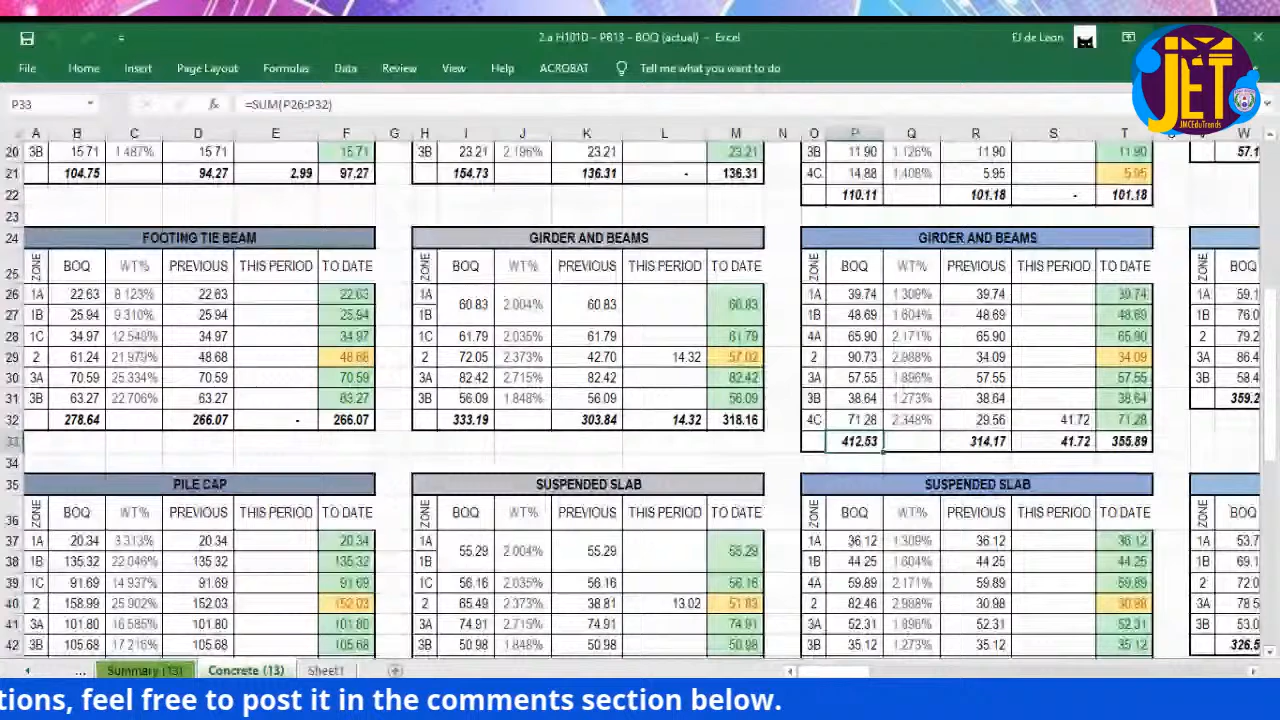 2.a H101D – PB13 – BOQ (actual) – Excel
EJ de Leon
File Home Insert Page Layout Formulas Data Review View Help ACROBAT Tell me what you want to do
JET
JMCEduTrends
P33 fx =SUM(P26:P32)
A B C D E F G H I J K L M N O P Q R S T V W
20 3B 15.71 1.487% 15.71 15.71 3B 23.21 2.196% 23.21 23.21 3B 11.90 1.126% 11.90 11.90 57.1
21 104.75 94.27 2.99 97.27 154.73 136.31 - 136.31 4C 14.88 1.408% 5.95 5.95
22 110.11 101.18 - 101.18
23
24 FOOTING TIE BEAM GIRDER AND BEAMS GIRDER AND BEAMS
25 ZONE BOQ WT% PREVIOUS THIS PERIOD TO DATE ZONE BOQ WT% PREVIOUS THIS PERIOD TO DATE ZONE BOQ WT% PREVIOUS THIS PERIOD TO DATE ZONE BOQ
26 1A 22.63 8.123% 22.63 22.63 1A 60.83 2.004% 60.83 60.83 1A 39.74 1.309% 39.74 39.74 1A 59.1
27 1B 25.94 9.310% 25.94 25.94 1B 1B 48.69 1.604% 48.69 48.69 1B 76.0
28 1C 34.97 12.548% 34.97 34.97 1C 61.79 2.035% 61.79 61.79 4A 65.90 2.171% 65.90 65.90 2 79.2
29 2 61.24 21.979% 48.68 48.68 2 72.05 2.373% 42.70 14.32 57.02 2 90.73 2.988% 34.09 34.09 3A 86.4
30 3A 70.59 25.334% 70.59 70.59 3A 82.42 2.715% 82.42 82.42 3A 57.55 1.896% 57.55 57.55 3B 58.4
31 3B 63.27 22.706% 63.27 63.27 3B 56.09 1.848% 56.09 56.09 3B 38.64 1.273% 38.64 38.64 359.2
32 278.64 266.07 - 266.07 333.19 303.84 14.32 318.16 4C 71.28 2.348% 29.56 41.72 71.28
33 412.53 314.17 41.72 355.89
34
35 PILE CAP SUSPENDED SLAB SUSPENDED SLAB
36 ZONE BOQ WT% PREVIOUS THIS PERIOD TO DATE ZONE BOQ WT% PREVIOUS THIS PERIOD TO DATE ZONE BOQ WT% PREVIOUS THIS PERIOD TO DATE ZONE BOQ
37 1A 20.34 3.313% 20.34 20.34 1A 55.29 2.004% 55.29 55.29 1A 36.12 1.309% 36.12 36.12 1A 53.7
38 1B 135.32 22.046% 135.32 135.32 1B 1B 44.25 1.604% 44.25 44.25 1B 69.1
39 1C 91.69 14.937% 91.69 91.69 1C 56.16 2.035% 56.16 56.16 4A 59.89 2.171% 59.89 59.89 2 72.0
40 2 158.99 25.902% 152.03 152.03 2 65.49 2.373% 38.81 13.02 51.83 2 82.46 2.988% 30.98 30.98 3A 78.5
41 3A 101.80 16.585% 101.80 101.80 3A 74.91 2.715% 74.91 74.91 3A 52.31 1.896% 52.31 52.31 3B 53.0
42 3B 105.68 17.216% 105.68 105.68 3B 50.98 1.848% 50.98 50.98 3B 35.12 1.273% 35.12 35.12 326.5
... Summary (13) Concrete (13) Sheet1
tions, feel free to post it in the comments section below.